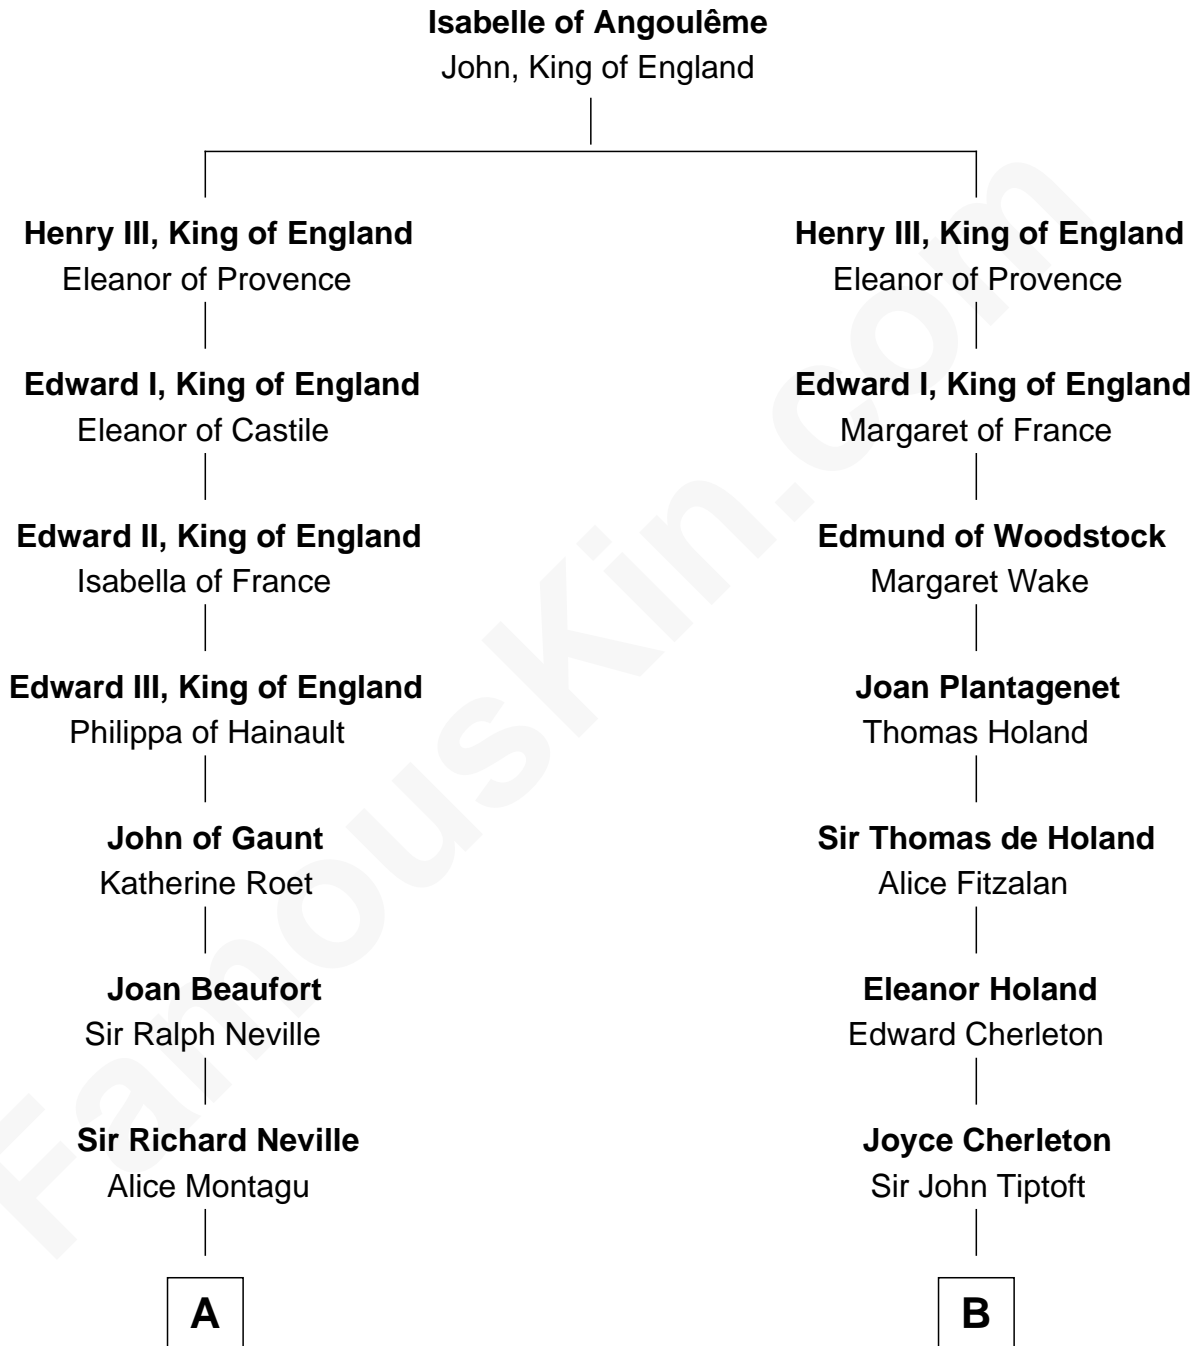 Isabelle of Angoulême
John, King of England
Henry III, King of England
Eleanor of Provence
Henry III, King of England
Eleanor of Provence
Edward I, King of England
Eleanor of Castile
Edward I, King of England
Margaret of France
Edward II, King of England
Isabella of France
Edmund of Woodstock
Margaret Wake
Edward III, King of England
Philippa of Hainault
Joan Plantagenet
Thomas Holand
John of Gaunt
Katherine Roet
Sir Thomas de Holand
Alice Fitzalan
Joan Beaufort
Sir Ralph Neville
Eleanor Holand
Edward Cherleton
Sir Richard Neville
Alice Montagu
Joyce Cherleton
Sir John Tiptoft
A
B
FamousKin.com